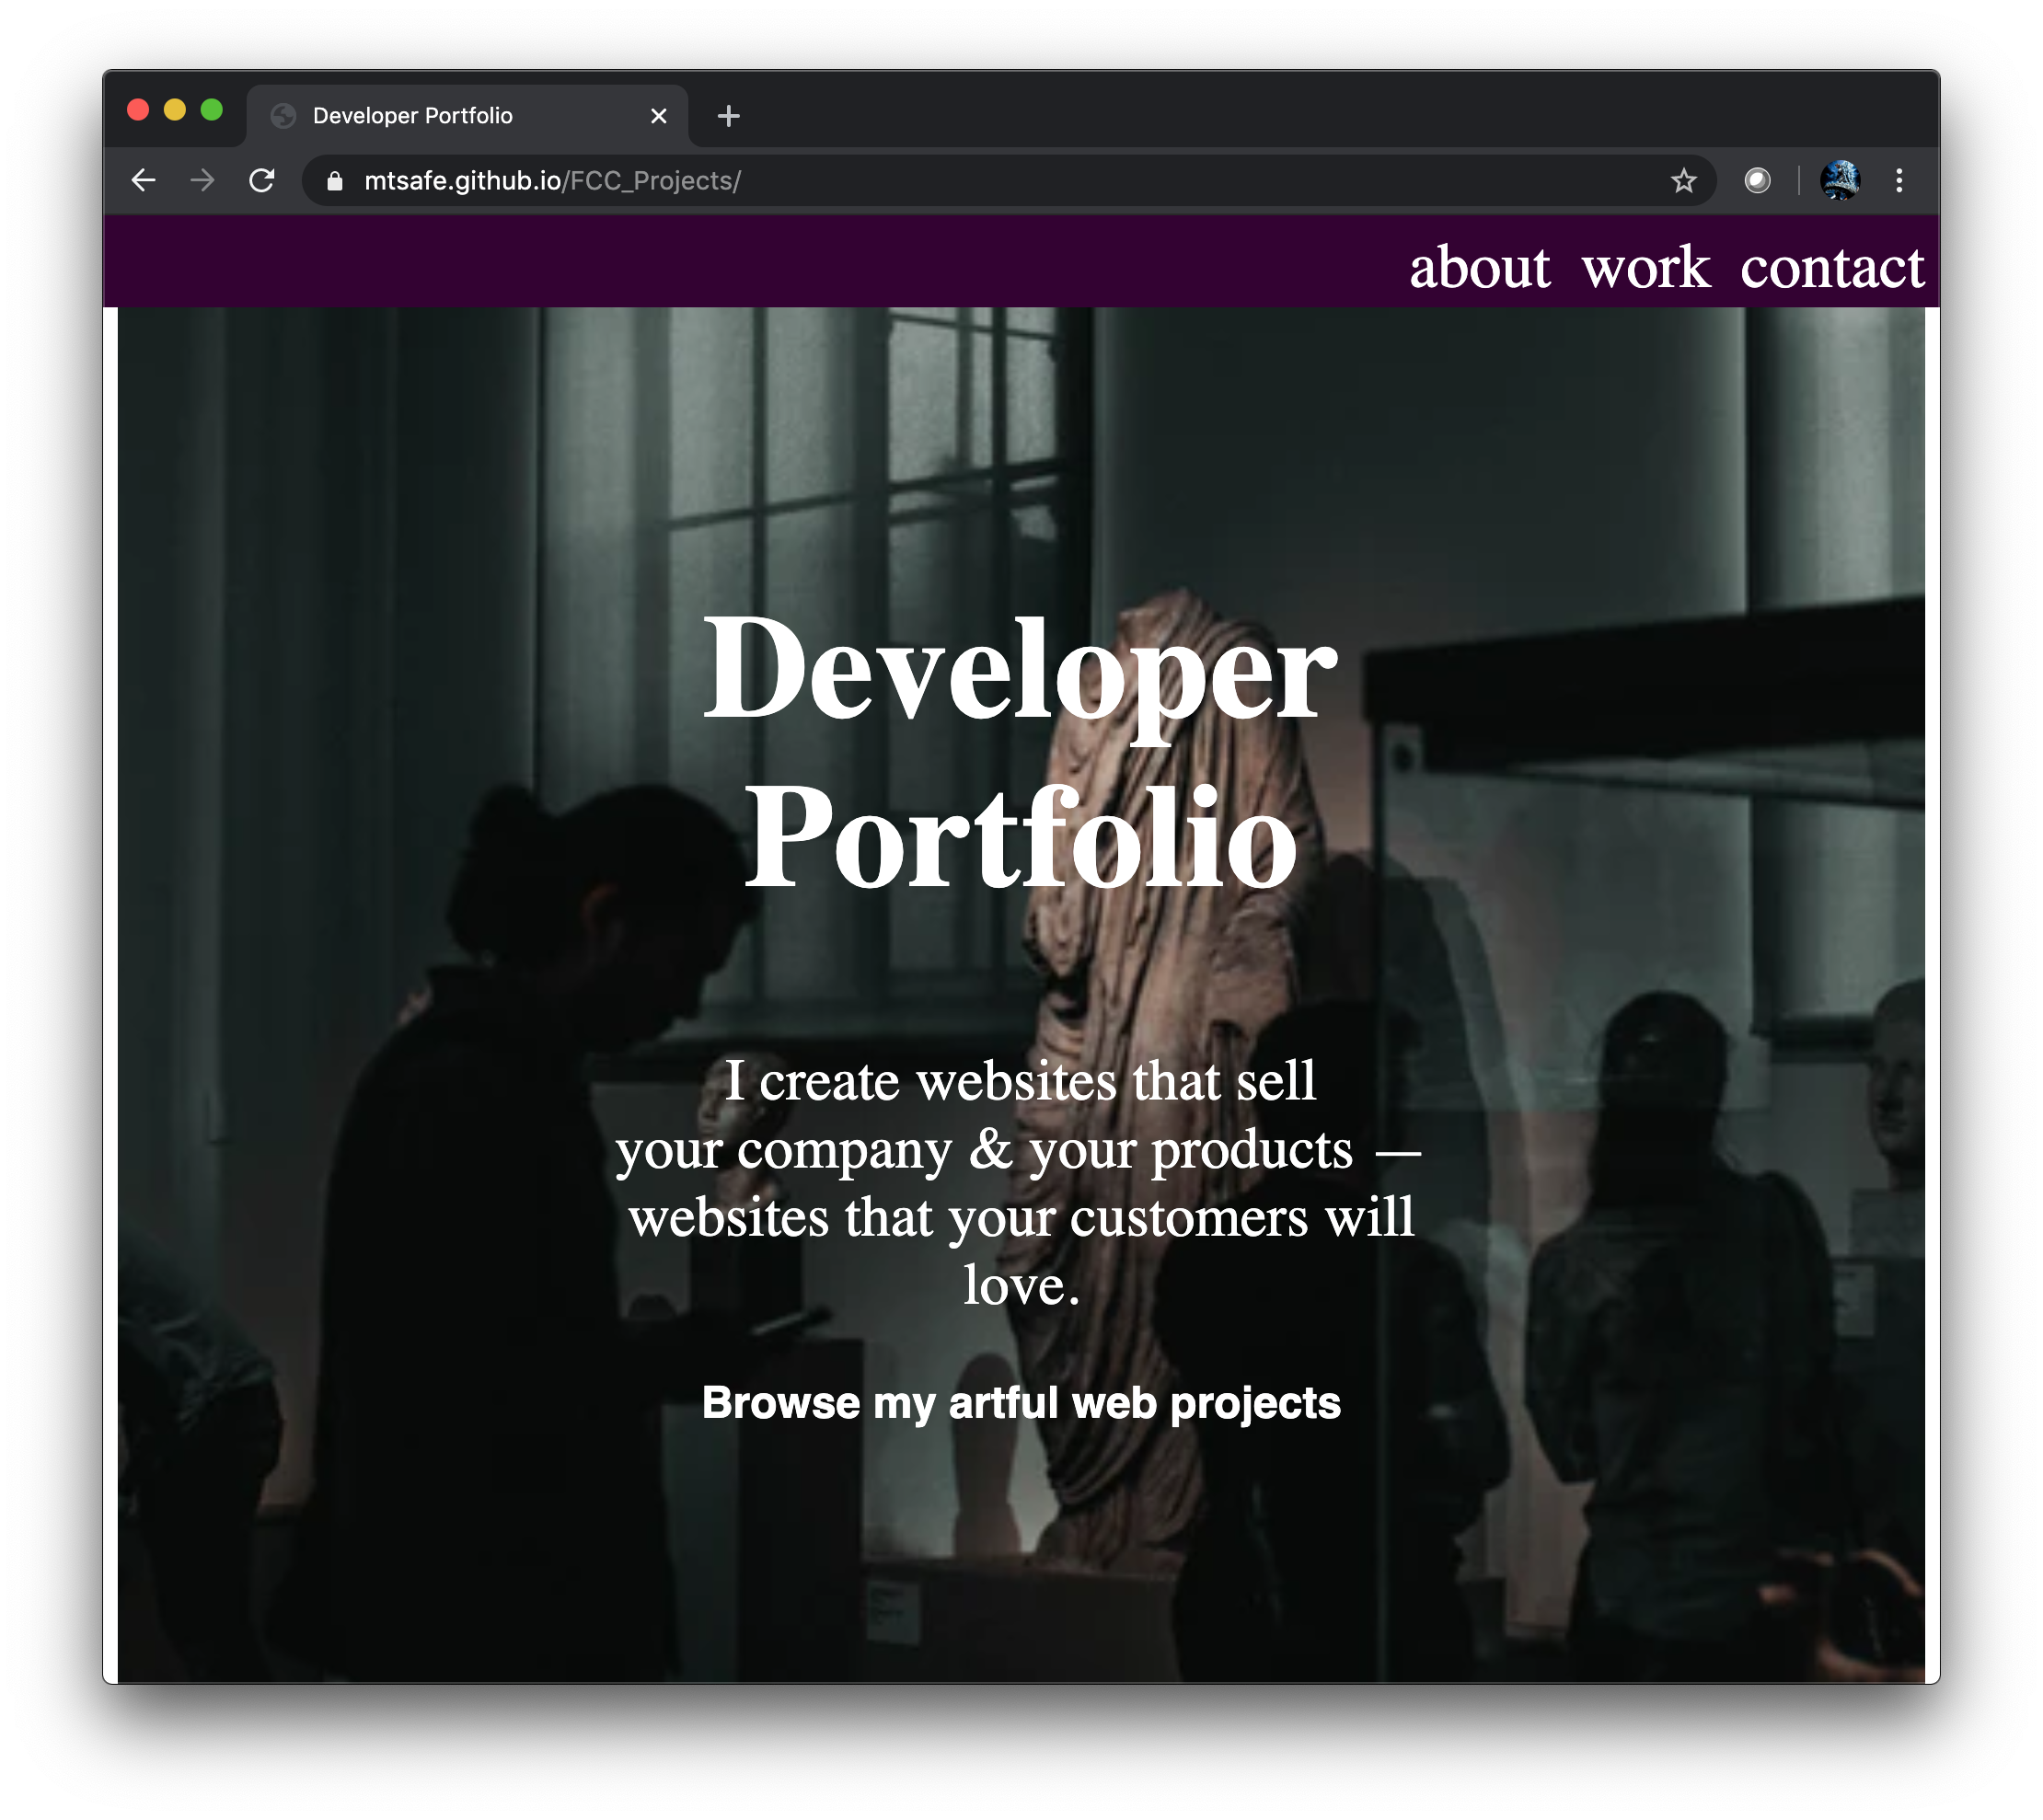 Developer Portfolio
mtsafe.github.io/FCC_Projects/
about work contact
Developer
Portfolio
I create websites that sell
your company & your products —
websites that your customers will
love.
Browse my artful web projects